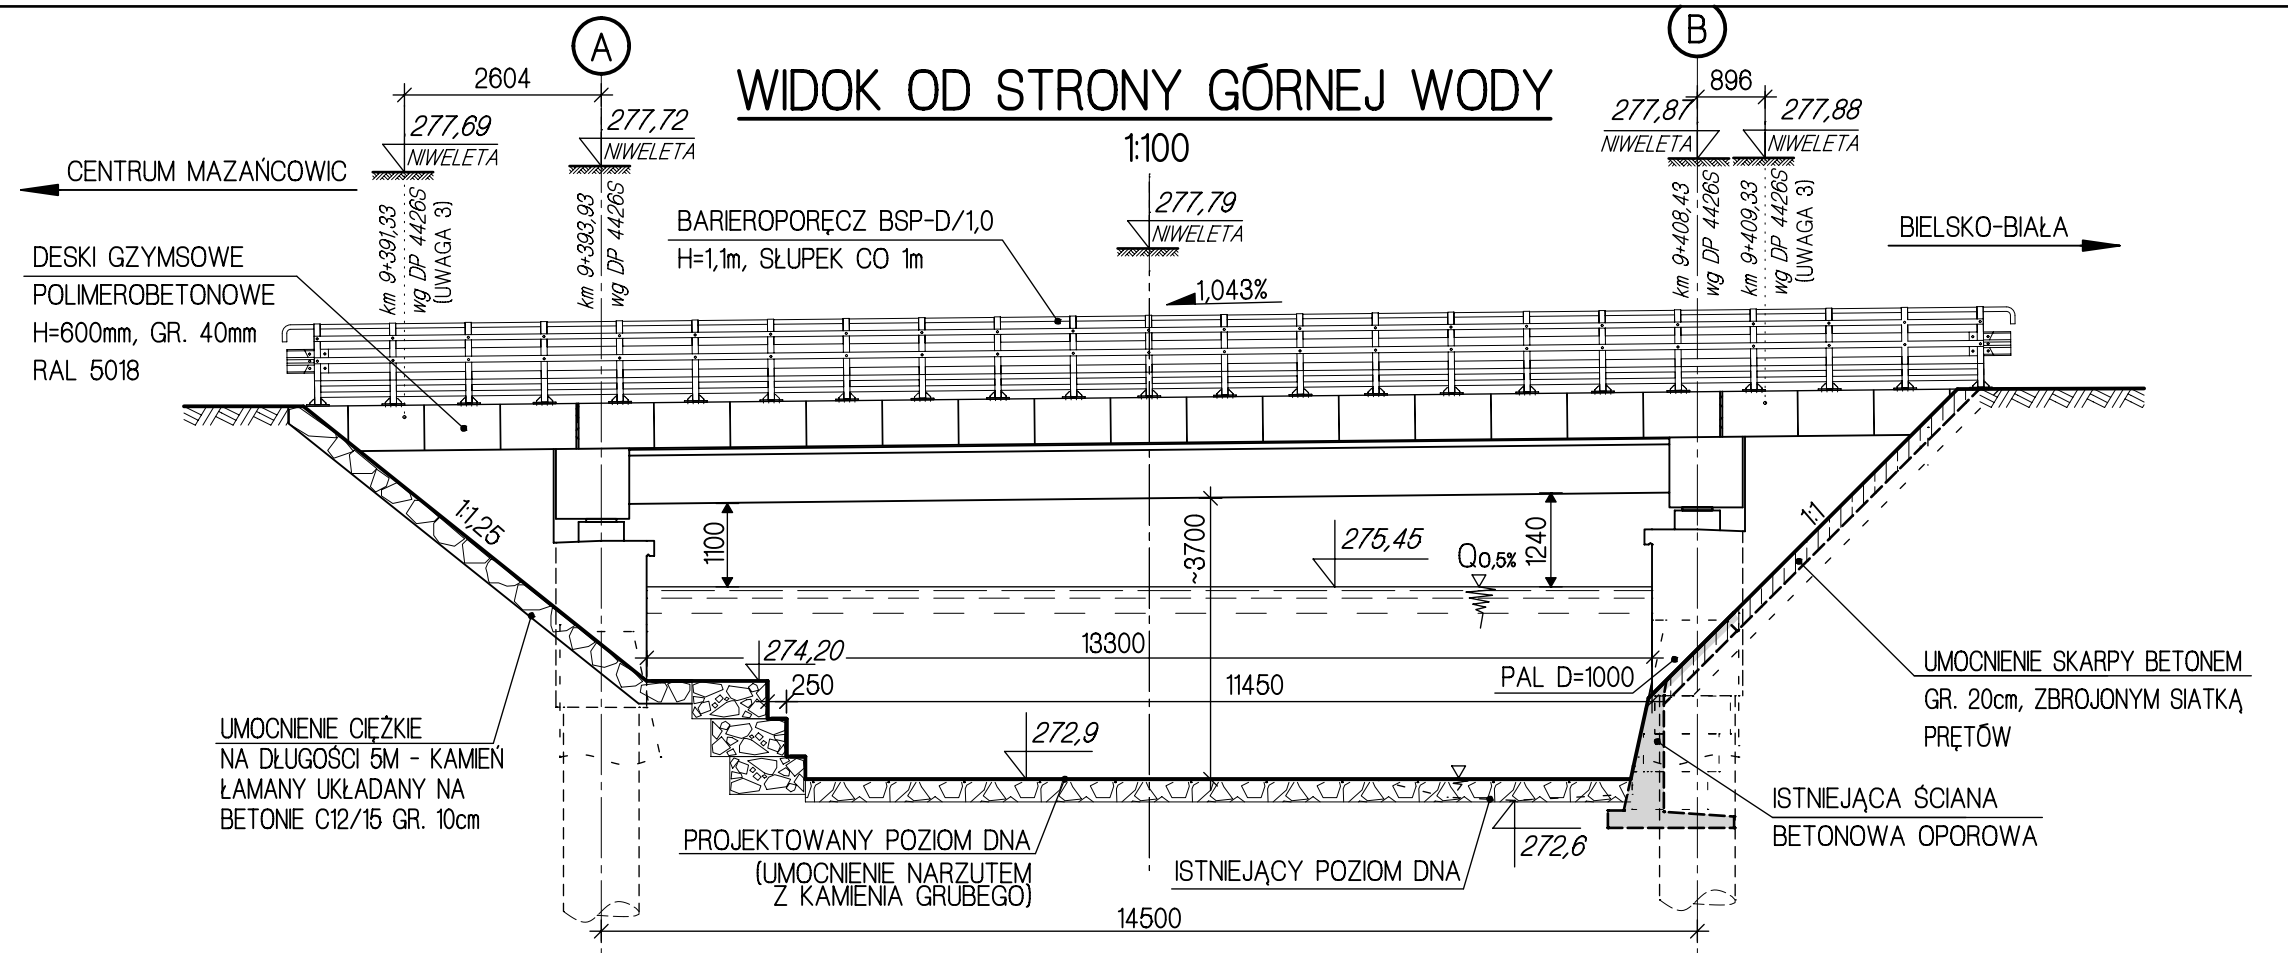 A
B
2604
WIDOK OD STRONY GÓRNEJ WODY
896
277,69
NIWELETA
277,72
NIWELETA
1:100
277,87
NIWELETA
277,88
NIWELETA
CENTRUM MAZAŃCOWIC
km 9+391,33
wg DP 4426S
(UWAGA 3)
km 9+393,93
wg DP 4426S
BARIEROPORĘCZ BSP-D/1,0
H=1,1m, SŁUPEK CO 1m
277,79
NIWELETA
km 9+408,43
wg DP 4426S
km 9+409,33
wg DP 4426S
(UWAGA 3)
BIELSKO-BIAŁA
DESKI GZYMSOWE
POLIMEROBETONOWE
H=600mm, GR. 40mm
RAL 5018
1,043%
1:1,25
1100
~3700
275,45
Q0,5%
1240
1:1
13300
274,20
250
11450
PAL D=1000
UMOCNIENIE SKARPY BETONEM
GR. 20cm, ZBROJONYM SIATKĄ
PRĘTÓW
UMOCNIENIE CIĘŻKIE
NA DŁUGOŚCI 5M - KAMIEŃ
ŁAMANY UKŁADANY NA
BETONIE C12/15 GR. 10cm
272,9
ISTNIEJĄCA ŚCIANA
BETONOWA OPOROWA
PROJEKTOWANY POZIOM DNA
(UMOCNIENIE NARZUTEM
Z KAMIENIA GRUBEGO)
272,6
ISTNIEJĄCY POZIOM DNA
14500